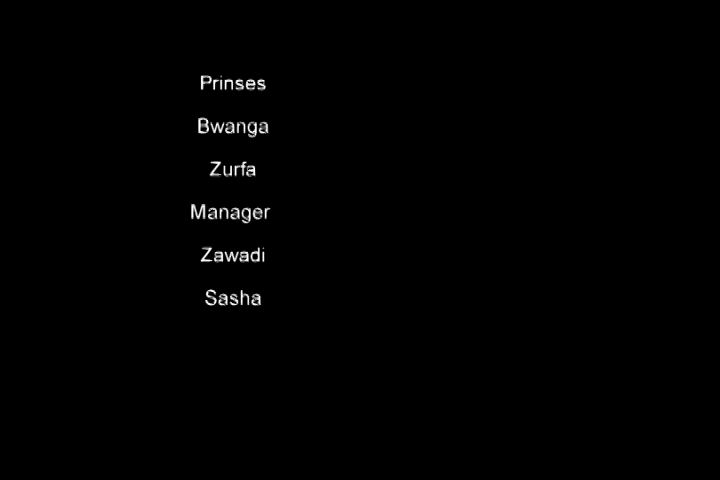 Prinses
Bwanga
Zurfa
Manager
Zawadi
Sasha